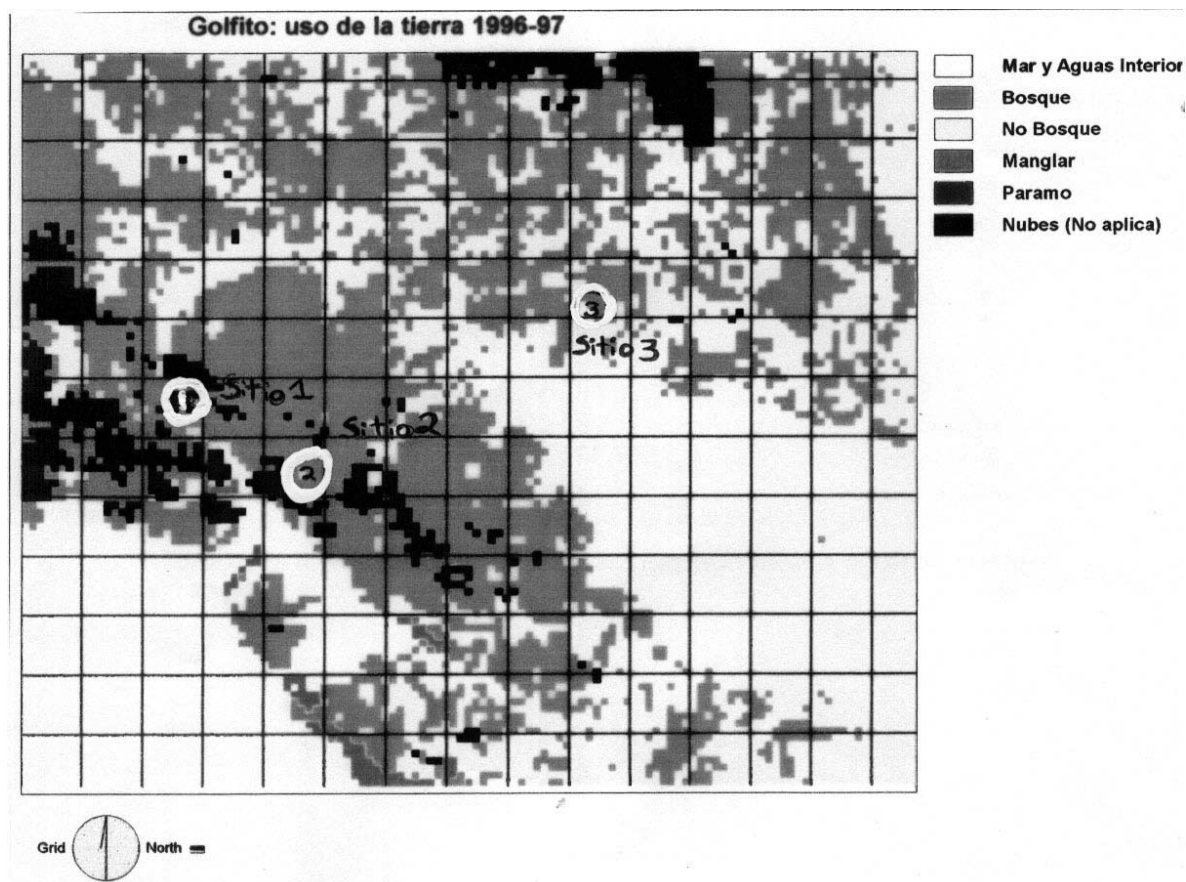 Golfito: uso de la tierra 1996-97
Mar y Aguas Interior
Bosque
No Bosque
Manglar
Paramo
Nubes (No aplica)
3
Sitio 3
1
Sitio 1
Sitio 2
2
Grid North